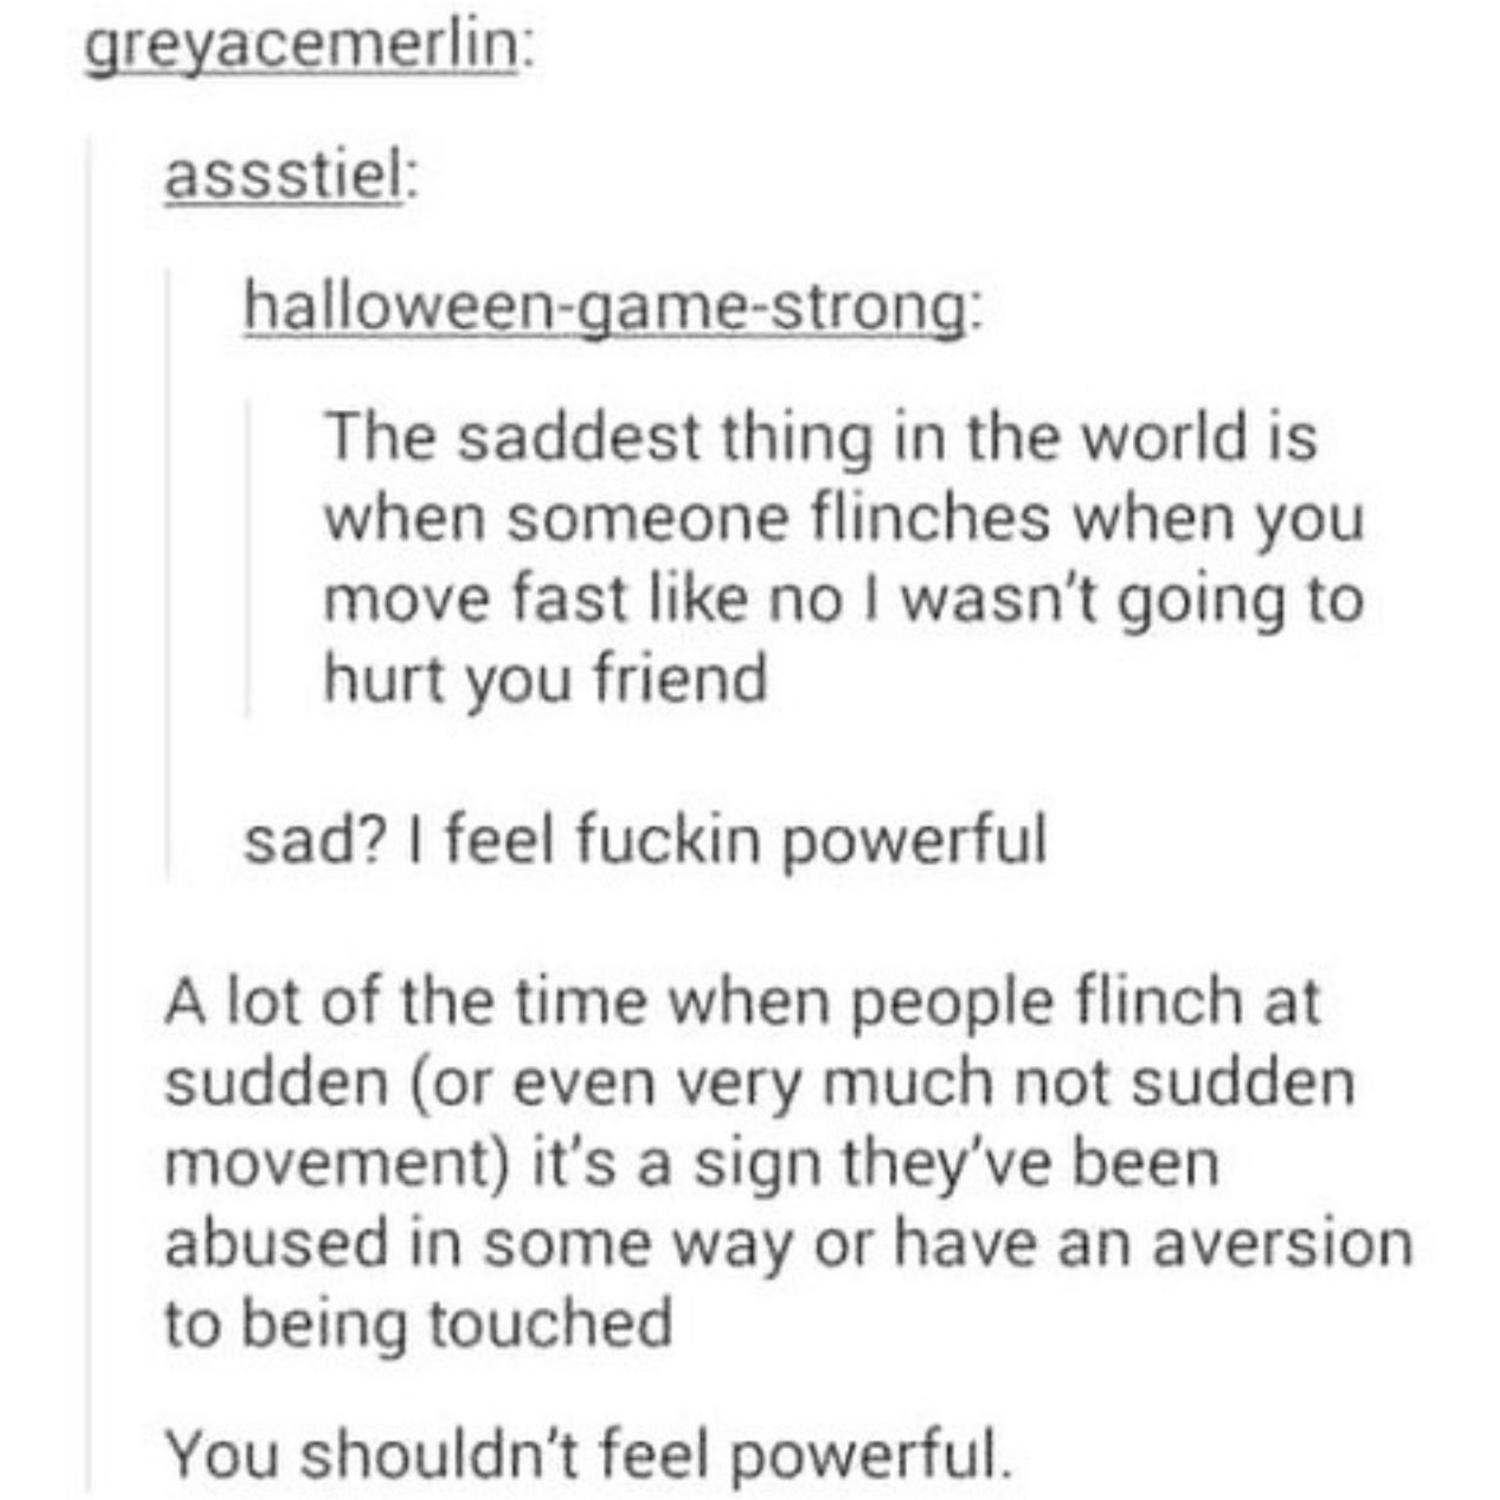 greyacemerlin:
assstiel:
halloween-game-strong:
The saddest thing in the world is
when someone flinches when you
move fast like no I wasn't going to
hurt you friend
sad? I feel fuckin powerful
A lot of the time when people flinch at
sudden (or even very much not sudden
movement) it's a sign they've been
abused in some way or have an aversion
to being touched
You shouldn't feel powerful.